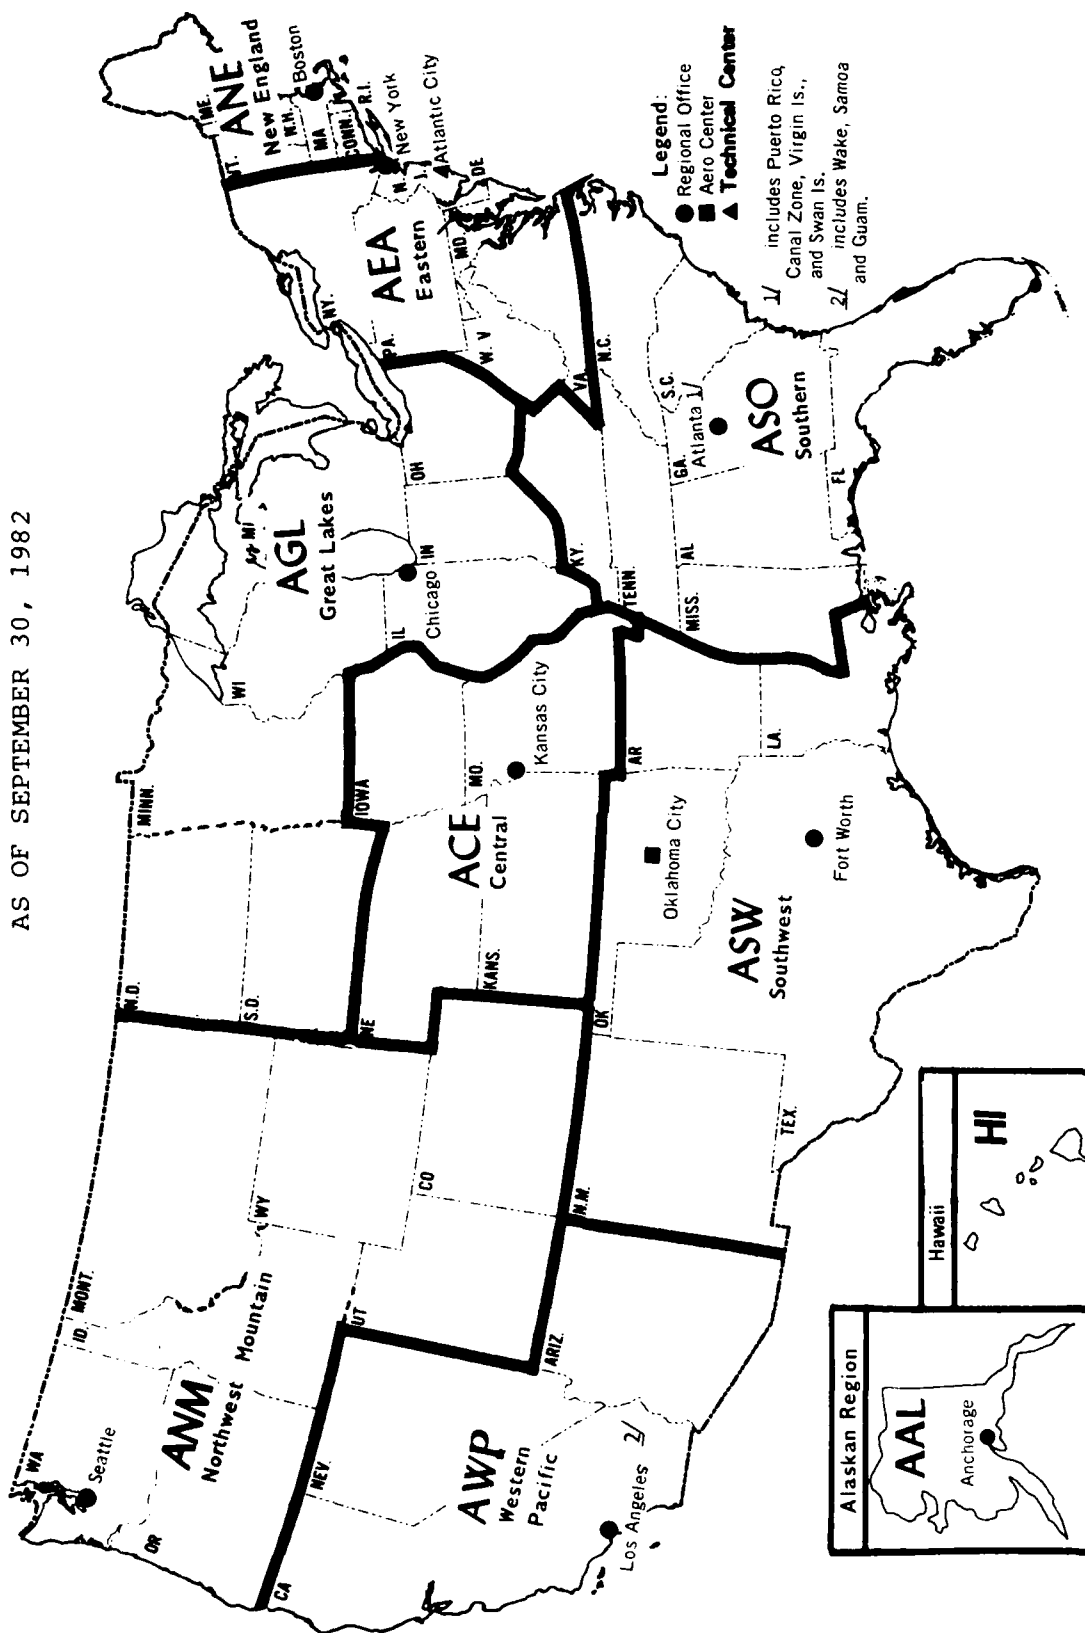 AS OF SEPTEMBER 30, 1982
WA
Seattle
OR
ID.
MONT.
ANM
Northwest Mountain
WY
CA
NEV.
UT
CO
AWP
Western
Pacific
Los Angeles 2/
ARIZ.
N.M.
N.D.
S.D.
MINN.
NE
IOWA
ACE
Central
KANS.
MO.
Kansas City
WI
MI
AGL
Great Lakes
IL
Chicago
IN
OH
OK
Oklahoma City
AR
ASW
Southwest
Fort Worth
TEX.
LA.
KY.
TENN.
MISS.
AL
GA.
Atlanta 1/
S.C.
N.C.
VA
ASO
Southern
FL
ME.
VT.
ANE
New England
N.H.
Boston
MA
CONN.
R.I.
New York
N.J.
Atlantic City
NY.
PA.
AEA
Eastern
MD
DE
W. V
Legend:
Regional Office
Aero Center
Technical Center
1/ includes Puerto Rico,
Canal Zone, Virgin Is.,
and Swan Is.
2/ includes Wake, Samoa
and Guam.
Alaskan Region
AAL
Anchorage
Hawaii
HI